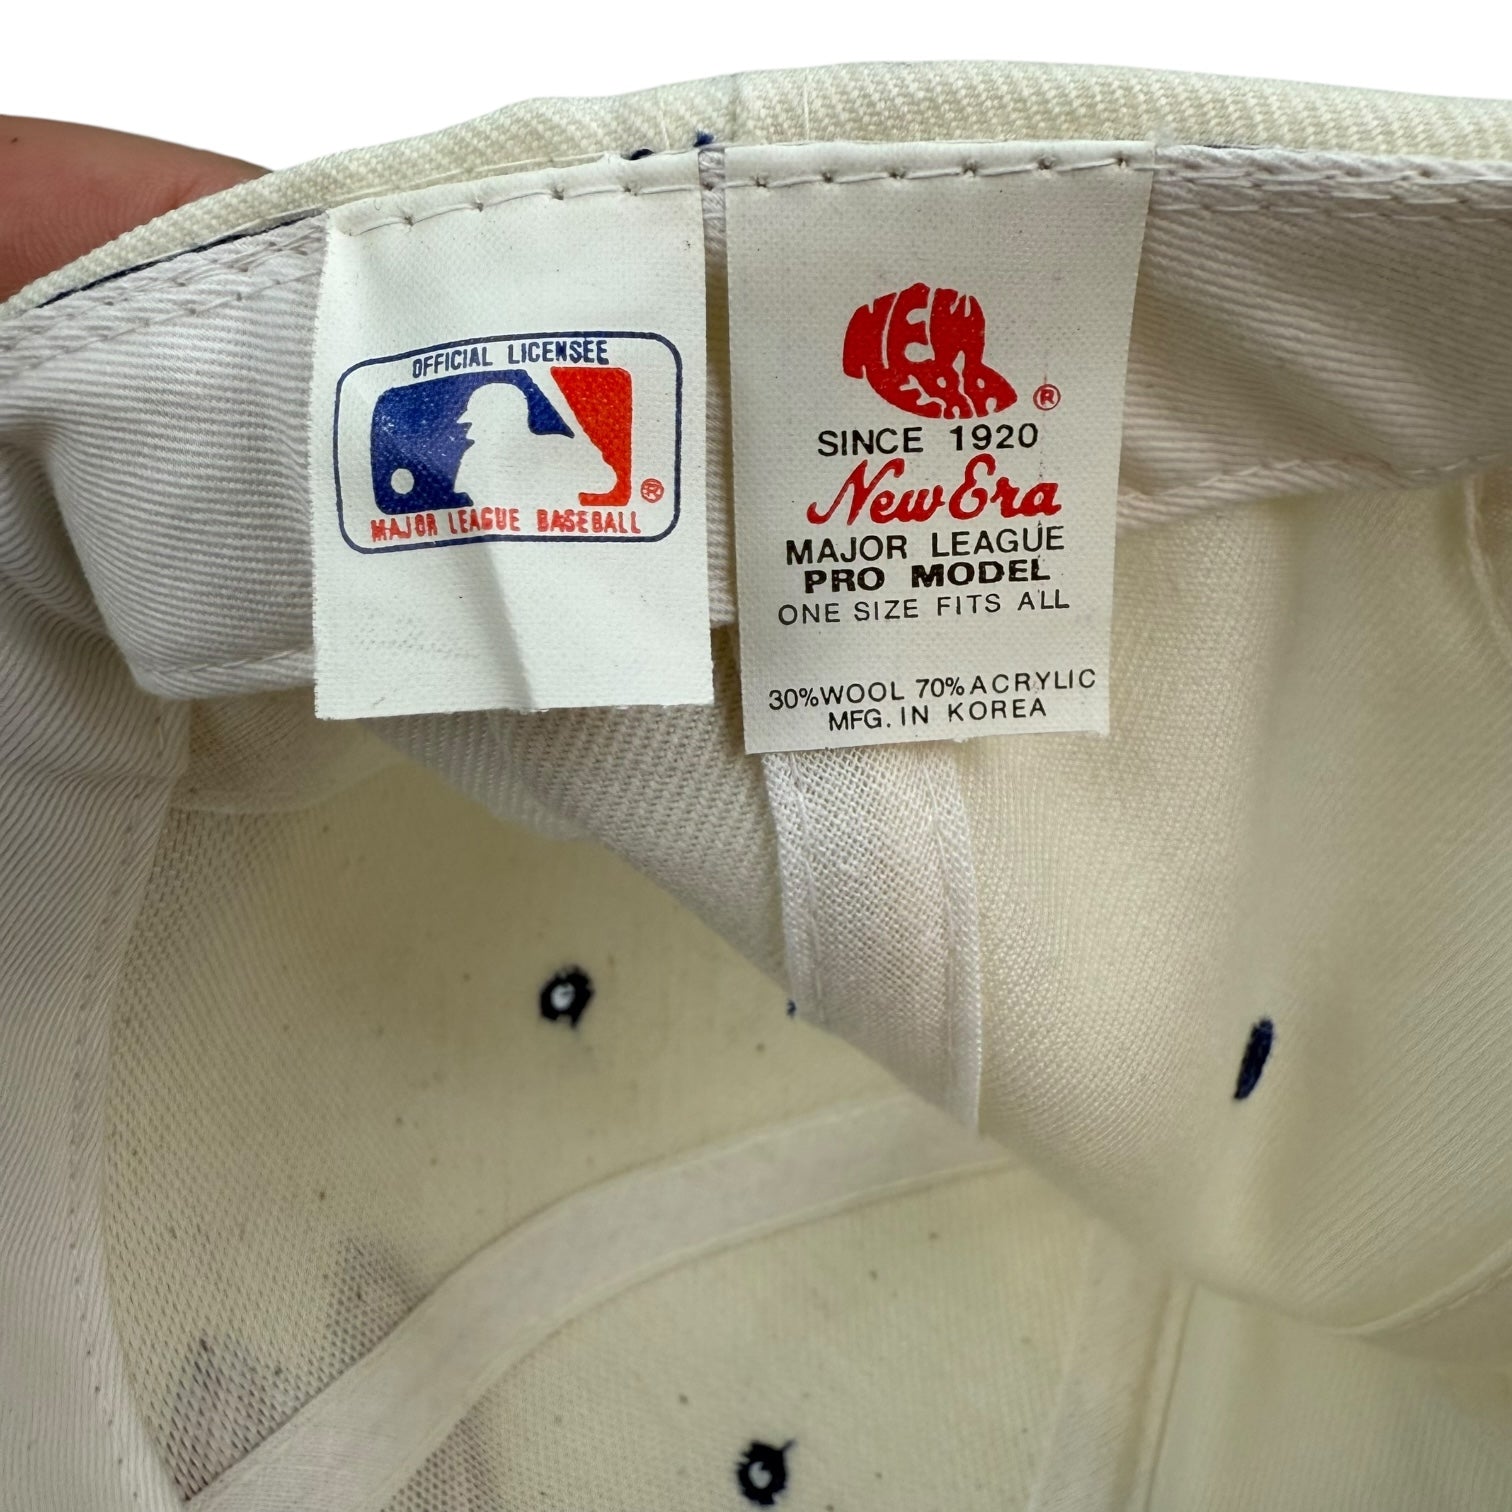 OFFICIAL LICENSEE
®
MAJOR LEAGUE BASEBALL
NEW
ERA
®
SINCE 1920
New Era
MAJOR LEAGUE
PRO MODEL
ONE SIZE FITS ALL
30% WOOL 70% ACRYLIC
MFG. IN KOREA